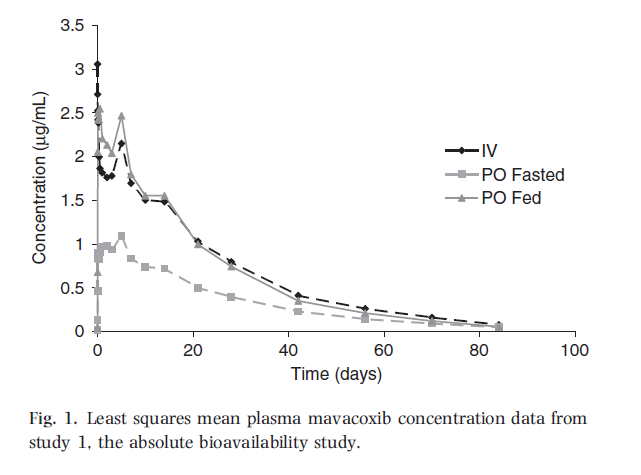 3.5
3
2.5
2
1.5
1
0.5
0
Concentration (µg/mL)
IV
PO Fasted
PO Fed
0 20 40 60 80 100
Time (days)
Fig. 1. Least squares mean plasma mavacoxib concentration data from
study 1, the absolute bioavailability study.